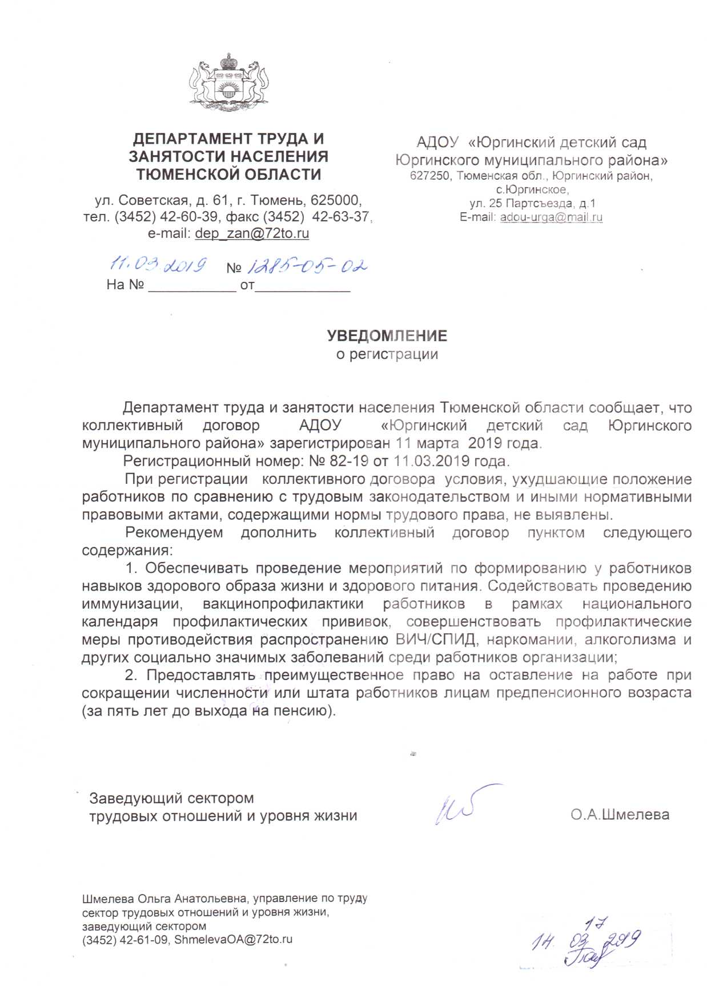 ДЕПАРТАМЕНТ ТРУДА И
ЗАНЯТОСТИ НАСЕЛЕНИЯ
ТЮМЕНСКОЙ ОБЛАСТИ
ул. Советская, д. 61, г. Тюмень, 625000,
тел. (3452) 42-60-39, факс (3452) 42-63-37,
e-mail: dep_zan@72to.ru
11.03.2019 № 1285-05-02
На № ___________ от____________
АДОУ «Юргинский детский сад
Юргинского муниципального района»
627250, Тюменская обл., Юргинский район,
с.Юргинское,
ул. 25 Партсъезда, д.1
E-mail: adou-urga@mail.ru
УВЕДОМЛЕНИЕ
о регистрации
Департамент труда и занятости населения Тюменской области сообщает, что
коллективный договор АДОУ «Юргинский детский сад Юргинского
муниципального района» зарегистрирован 11 марта 2019 года.
Регистрационный номер: № 82-19 от 11.03.2019 года.
При регистрации коллективного договора условия, ухудшающие положение
работников по сравнению с трудовым законодательством и иными нормативными
правовыми актами, содержащими нормы трудового права, не выявлены.
Рекомендуем дополнить коллективный договор пунктом следующего
содержания:
1. Обеспечивать проведение мероприятий по формированию у работников
навыков здорового образа жизни и здорового питания. Содействовать проведению
иммунизации, вакцинопрофилактики работников в рамках национального
календаря профилактических прививок, совершенствовать профилактические
меры противодействия распространению ВИЧ/СПИД, наркомании, алкоголизма и
других социально значимых заболеваний среди работников организации;
2. Предоставлять преимущественное право на оставление на работе при
сокращении численности или штата работников лицам предпенсионного возраста
(за пять лет до выхода на пенсию).
Заведующий сектором
трудовых отношений и уровня жизни О.А.Шмелева
Шмелева Ольга Анатольевна, управление по труду
сектор трудовых отношений и уровня жизни,
заведующий сектором
(3452) 42-61-09, ShmelevaOA@72to.ru
17
14. 03 2019